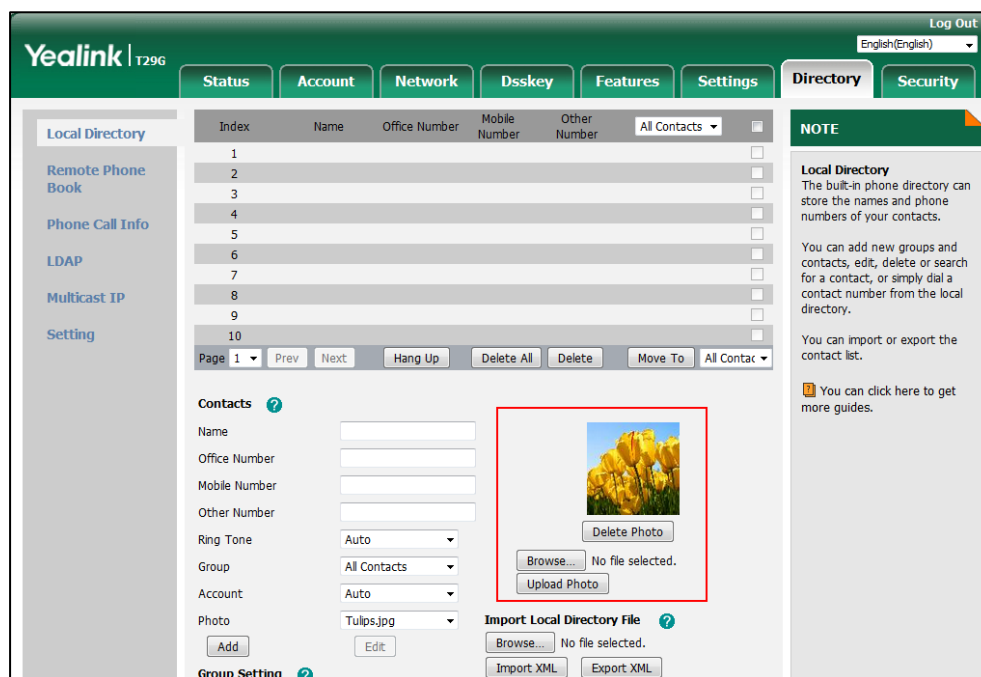 Log Out
Yealink | T29G
English(English)
Status Account Network Dsskey Features Settings Directory Security
Local Directory
Remote Phone
Book
Phone Call Info
LDAP
Multicast IP
Setting
Index Name Office Number Mobile Number Other Number All Contacts
1
2
3
4
5
6
7
8
9
10
Page 1 Prev Next Hang Up Delete All Delete Move To All Contac
Contacts ?
Name
Office Number
Mobile Number
Other Number
Ring Tone Auto
Group All Contacts
Account Auto
Photo Tulips.jpg
Add Edit
Group Setting ?
Delete Photo
Browse... No file selected.
Upload Photo
Import Local Directory File ?
Browse... No file selected.
Import XML Export XML
NOTE
Local Directory
The built-in phone directory can
store the names and phone
numbers of your contacts.
You can add new groups and
contacts, edit, delete or search
for a contact, or simply dial a
contact number from the local
directory.
You can import or export the
contact list.
? You can click here to get
more guides.